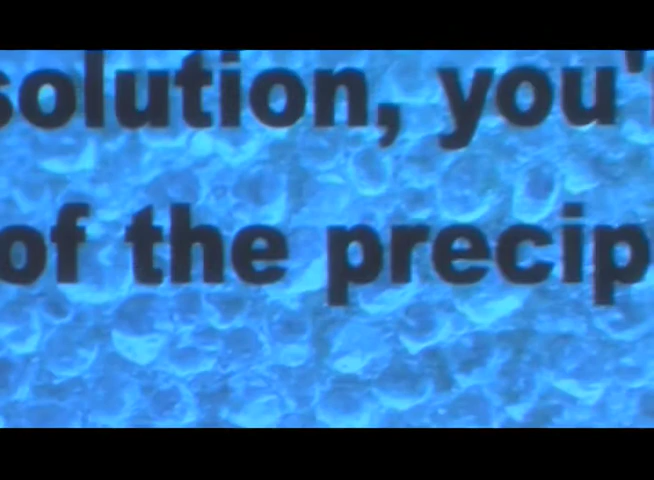 solution, you'
of the precip